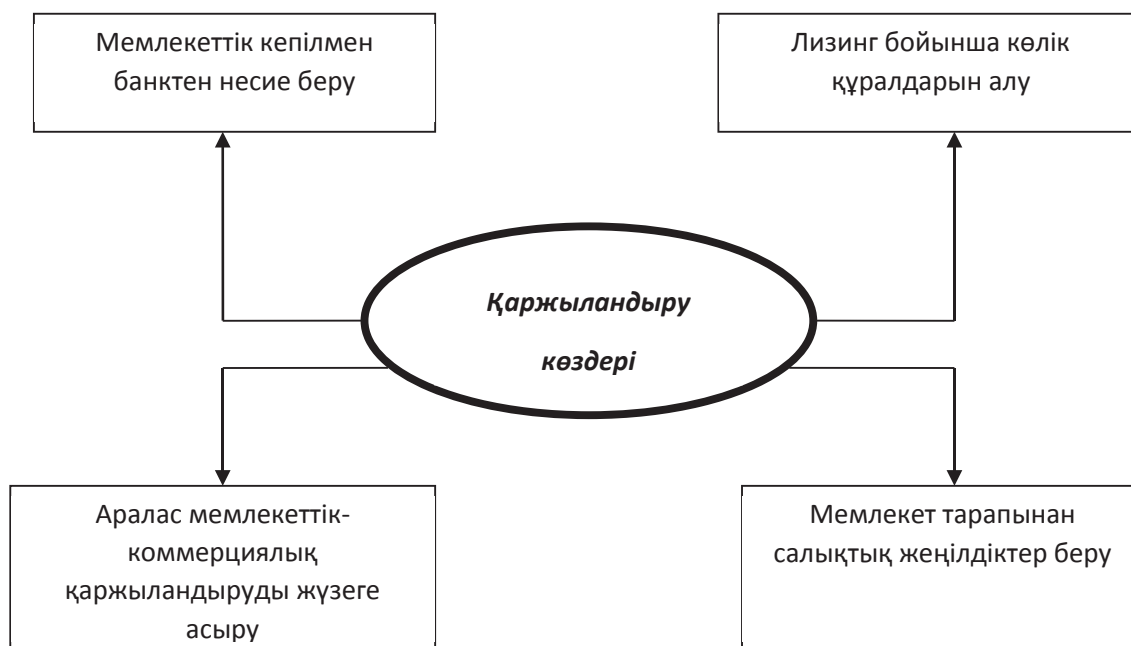 Мемлекеттік кепілмен
банктен несие беру
Лизинг бойынша көлік
құралдарын алу
Қаржыландыру
көздері
Аралас мемлекеттік-
коммерциялық
қаржыландыруды жүзеге
асыру
Мемлекет тарапынан
салықтық жеңілдіктер беру